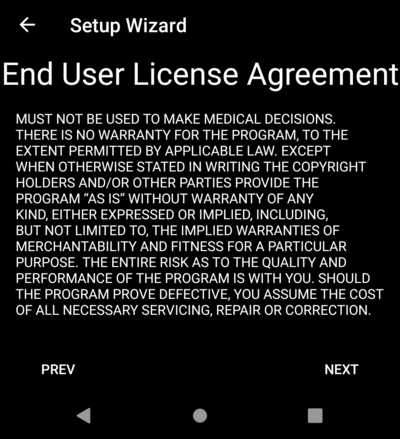 Setup Wizard
End User License Agreement
MUST NOT BE USED TO MAKE MEDICAL DECISIONS.
THERE IS NO WARRANTY FOR THE PROGRAM, TO THE
EXTENT PERMITTED BY APPLICABLE LAW. EXCEPT
WHEN OTHERWISE STATED IN WRITING THE COPYRIGHT
HOLDERS AND/OR OTHER PARTIES PROVIDE THE
PROGRAM “AS IS” WITHOUT WARRANTY OF ANY
KIND, EITHER EXPRESSED OR IMPLIED, INCLUDING,
BUT NOT LIMITED TO, THE IMPLIED WARRANTIES OF
MERCHANTABILITY AND FITNESS FOR A PARTICULAR
PURPOSE. THE ENTIRE RISK AS TO THE QUALITY AND
PERFORMANCE OF THE PROGRAM IS WITH YOU. SHOULD
THE PROGRAM PROVE DEFECTIVE, YOU ASSUME THE COST
OF ALL NECESSARY SERVICING, REPAIR OR CORRECTION.
PREV NEXT